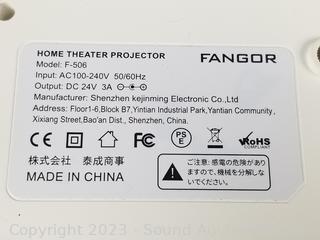 HOME THEATER PROJECTOR
FANGOR
Model: F-506
Input: AC100-240V 50/60Hz
Output: DC 24V 3A
Manufacturer: Shenzhen kejinming Electronic Co.,Ltd
Address: Floor1-6,Block B7,Yintian Industrial Park,Yantian Community,
Xixiang Street,Bao'an Dist., Shenzhen, China.
CE FC PS E RoHS
COMPLIANT
株式会社 泰成商事
MADE IN CHINA
ご注意: 感電の危険があり
ますので、機械を分解しな
いでください。
Copyright 2023 - Sound Auc